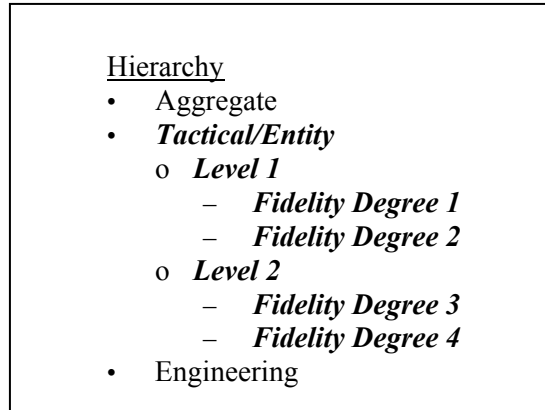 Hierarchy
• Aggregate
• Tactical/Entity
o Level 1
– Fidelity Degree 1
– Fidelity Degree 2
o Level 2
– Fidelity Degree 3
– Fidelity Degree 4
• Engineering